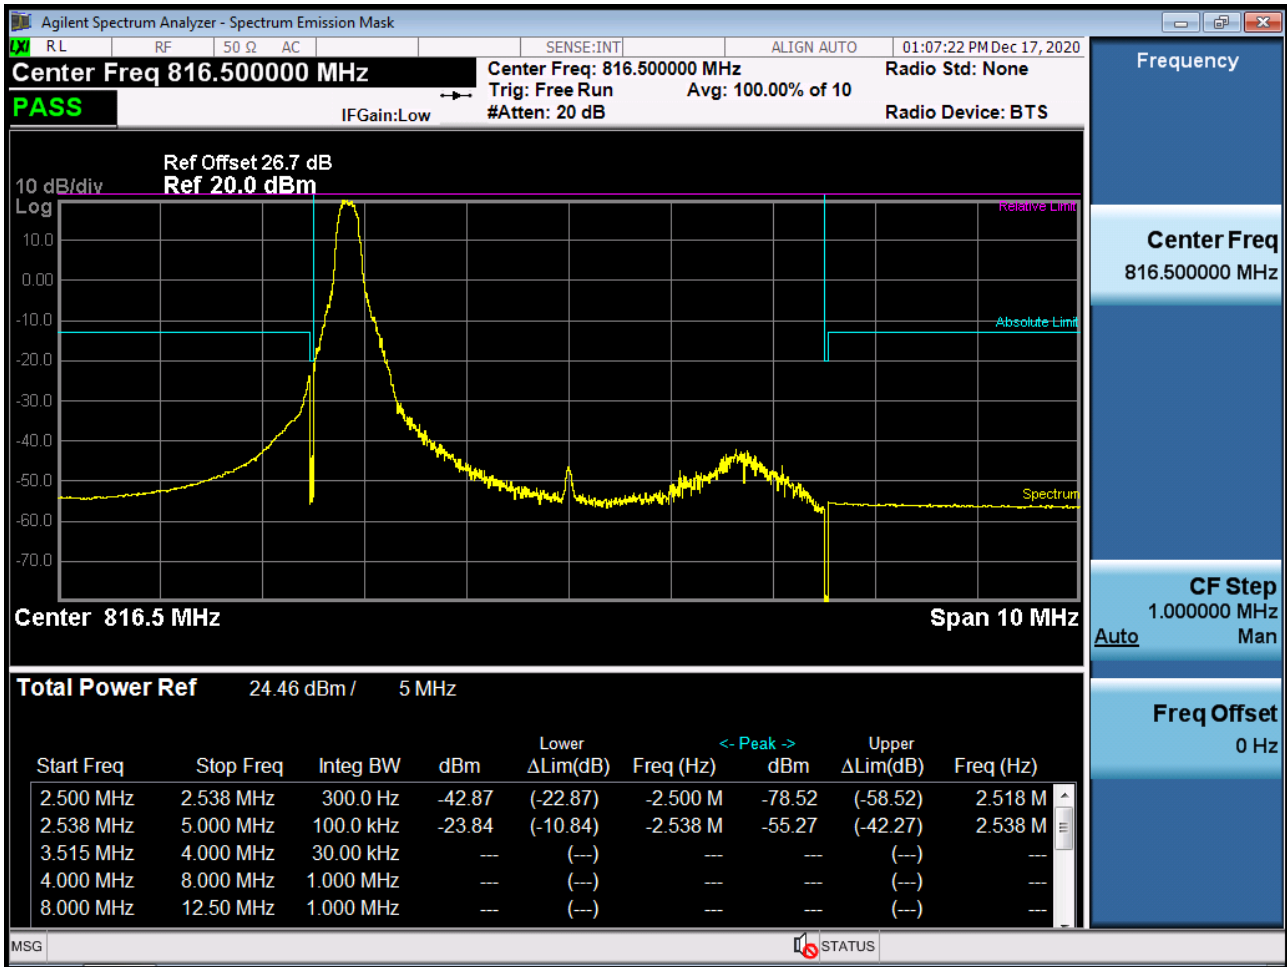 Agilent Spectrum Analyzer - Spectrum Emission Mask
LXI RL RF 50 Ω AC SENSE:INT ALIGN AUTO 01:07:22 PM Dec 17, 2020
Center Freq 816.500000 MHz Center Freq: 816.500000 MHz Radio Std: None
Trig: Free Run Avg: 100.00% of 10
PASS IFGain:Low #Atten: 20 dB Radio Device: BTS
Ref Offset 26.7 dB
10 dB/div Ref 20.0 dBm
Log
Relative Limit
10.0
0.00
-10.0
Absolute Limit
-20.0
-30.0
-40.0
-50.0
Spectrum
-60.0
-70.0
Center 816.5 MHz Span 10 MHz
Total Power Ref 24.46 dBm / 5 MHz
Lower <- Peak -> Upper
Start Freq Stop Freq Integ BW dBm ΔLim(dB) Freq (Hz) dBm ΔLim(dB) Freq (Hz)
2.500 MHz 2.538 MHz 300.0 Hz -42.87 (-22.87) -2.500 M -78.52 (-58.52) 2.518 M
2.538 MHz 5.000 MHz 100.0 kHz -23.84 (-10.84) -2.538 M -55.27 (-42.27) 2.538 M
3.515 MHz 4.000 MHz 30.00 kHz --- (---) --- --- (---) ---
4.000 MHz 8.000 MHz 1.000 MHz --- (---) --- --- (---) ---
8.000 MHz 12.50 MHz 1.000 MHz --- (---) --- --- (---) ---
MSG STATUS
Frequency
Center Freq
816.500000 MHz
CF Step
1.000000 MHz
Auto Man
Freq Offset
0 Hz